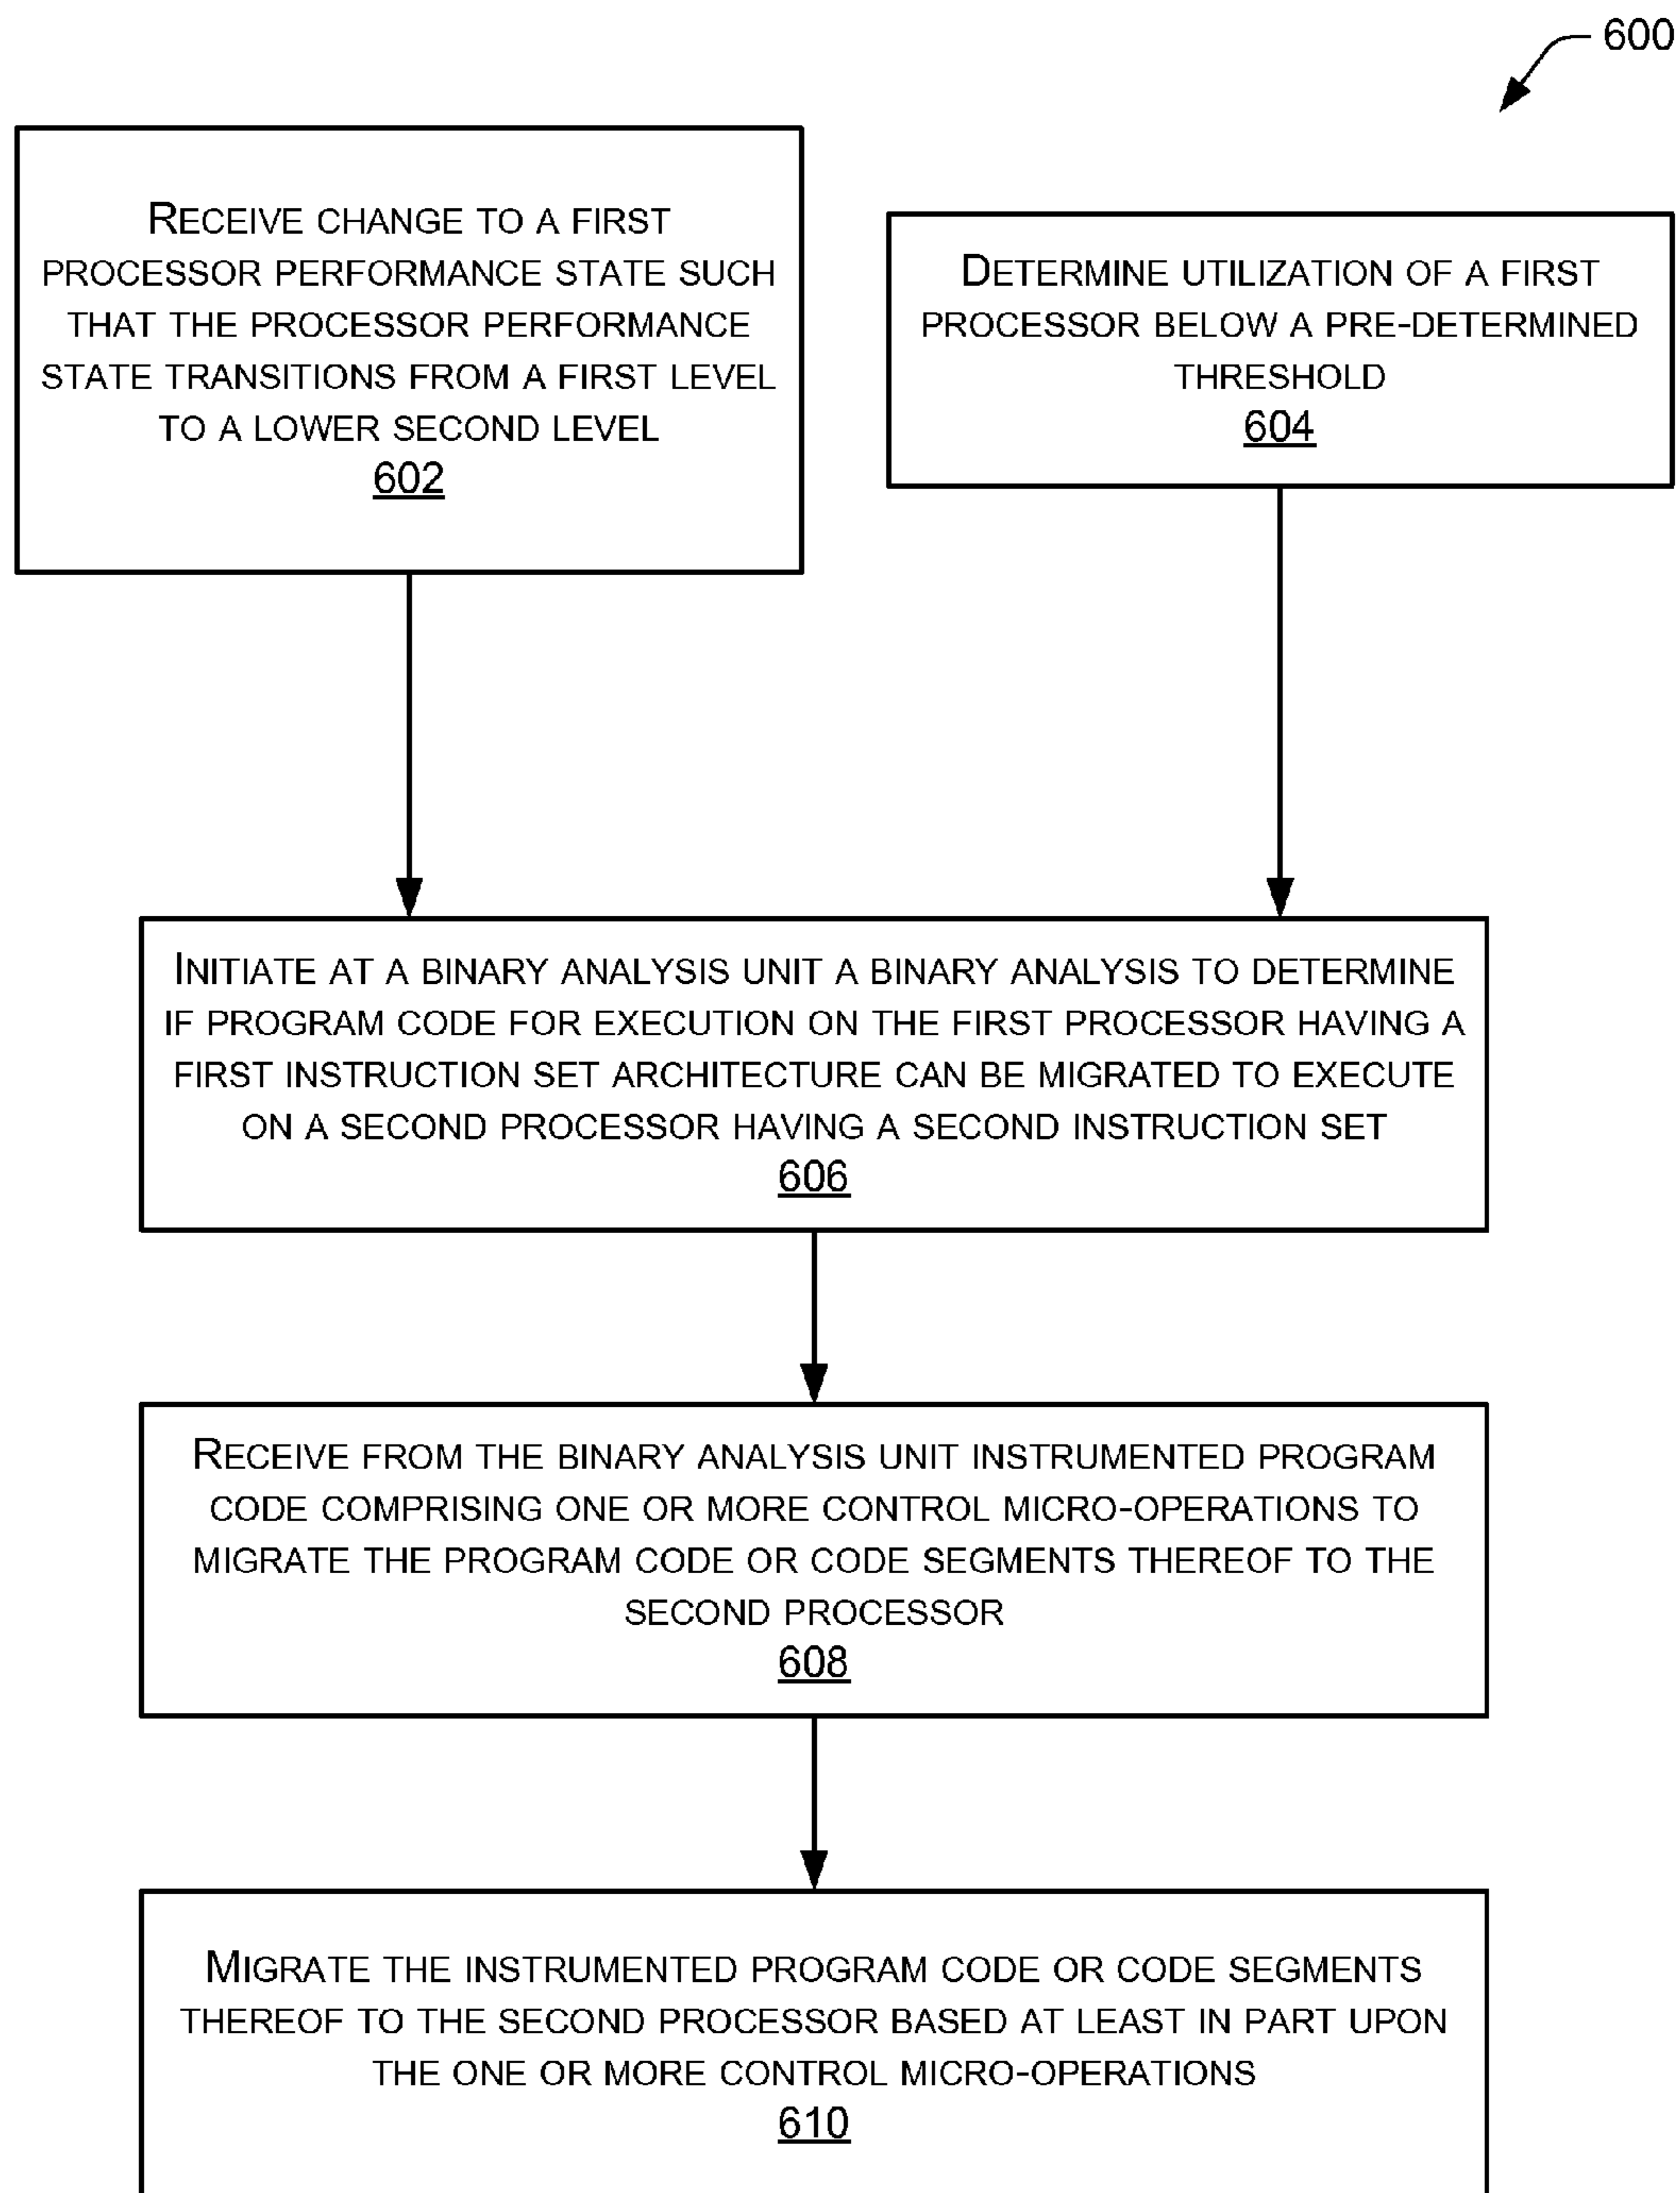 600
RECEIVE CHANGE TO A FIRST
PROCESSOR PERFORMANCE STATE SUCH
THAT THE PROCESSOR PERFORMANCE
STATE TRANSITIONS FROM A FIRST LEVEL
TO A LOWER SECOND LEVEL
602
DETERMINE UTILIZATION OF A FIRST
PROCESSOR BELOW A PRE-DETERMINED
THRESHOLD
604
INITIATE AT A BINARY ANALYSIS UNIT A BINARY ANALYSIS TO DETERMINE
IF PROGRAM CODE FOR EXECUTION ON THE FIRST PROCESSOR HAVING A
FIRST INSTRUCTION SET ARCHITECTURE CAN BE MIGRATED TO EXECUTE
ON A SECOND PROCESSOR HAVING A SECOND INSTRUCTION SET
606
RECEIVE FROM THE BINARY ANALYSIS UNIT INSTRUMENTED PROGRAM
CODE COMPRISING ONE OR MORE CONTROL MICRO-OPERATIONS TO
MIGRATE THE PROGRAM CODE OR CODE SEGMENTS THEREOF TO THE
SECOND PROCESSOR
608
MIGRATE THE INSTRUMENTED PROGRAM CODE OR CODE SEGMENTS
THEREOF TO THE SECOND PROCESSOR BASED AT LEAST IN PART UPON
THE ONE OR MORE CONTROL MICRO-OPERATIONS
610